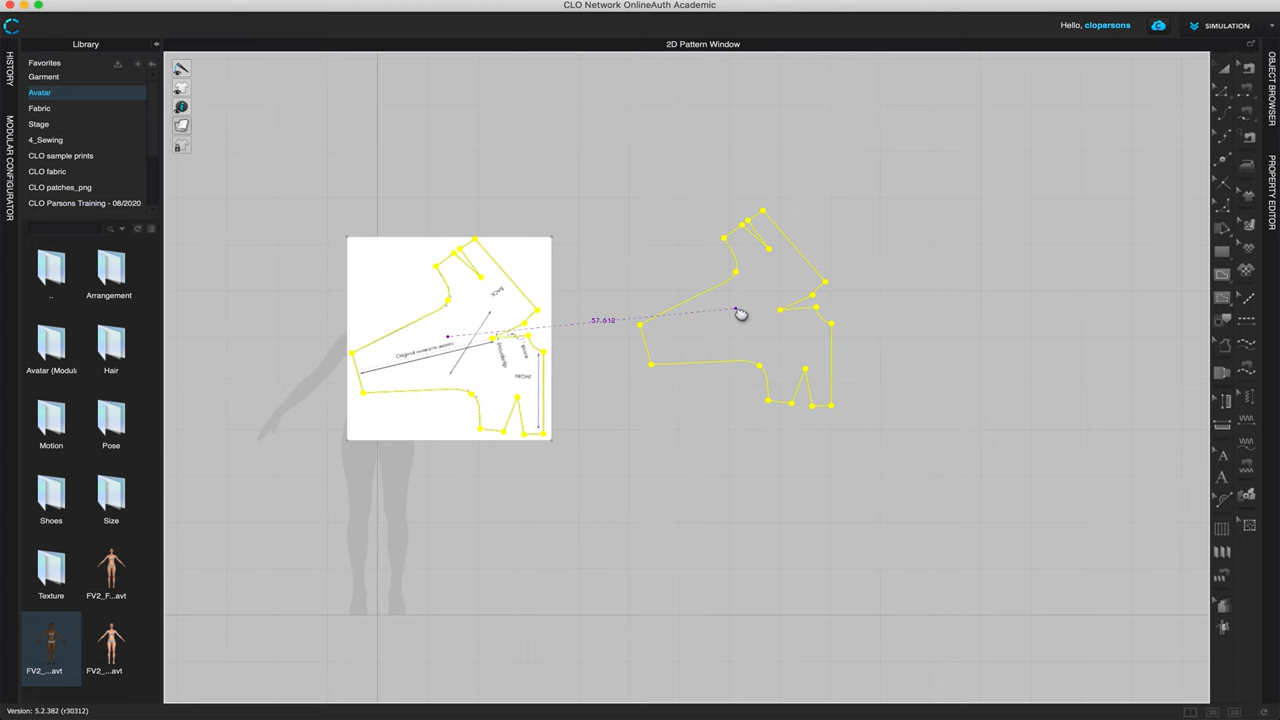 CLO Network OnlineAuth Academic
Hello, cloparsons
SIMULATION
Library
2D Pattern Window
HISTORY
MODULAR CONFIGURATOR
OBJECT BROWSER
PROPERTY EDITOR
Favorites
Garment
Avatar
Fabric
Stage
4_Sewing
CLO sample prints
CLO fabric
CLO patches_png
CLO Parsons Training - 08/2020
..
Arrangement
Avatar (Modula
Hair
Motion
Pose
Shoes
Size
Texture
FV2_F...avt
FV2_...avt
FV2_...avt
BACK
57.612
FRONT
Version: 5.2.382 (r30312)